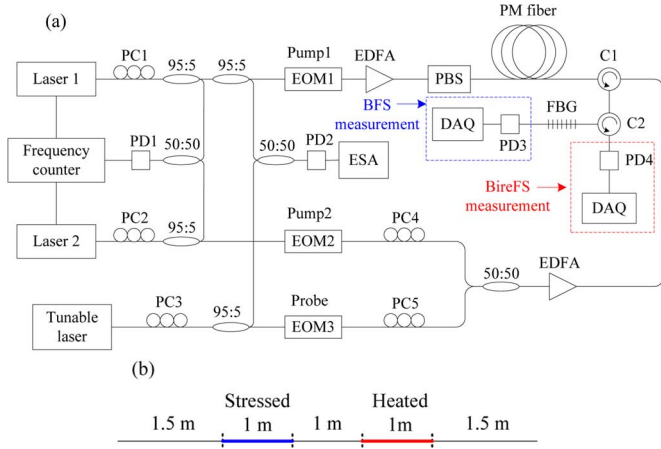 (a)
PC1
95:5
95:5
Pump1
EOM1
EDFA
PBS
PM fiber
C1
Laser 1
BFS
measurement
DAQ
PD3
FBG
C2
Frequency
counter
PD1
50:50
50:50
PD2
ESA
PD4
BireFS
measurement
DAQ
Laser 2
PC2
95:5
Pump2
EOM2
PC4
50:50
EDFA
Tunable
laser
PC3
95:5
Probe
EOM3
PC5
(b)
Stressed
Heated
1.5 m
1 m
1 m
1m
1.5 m